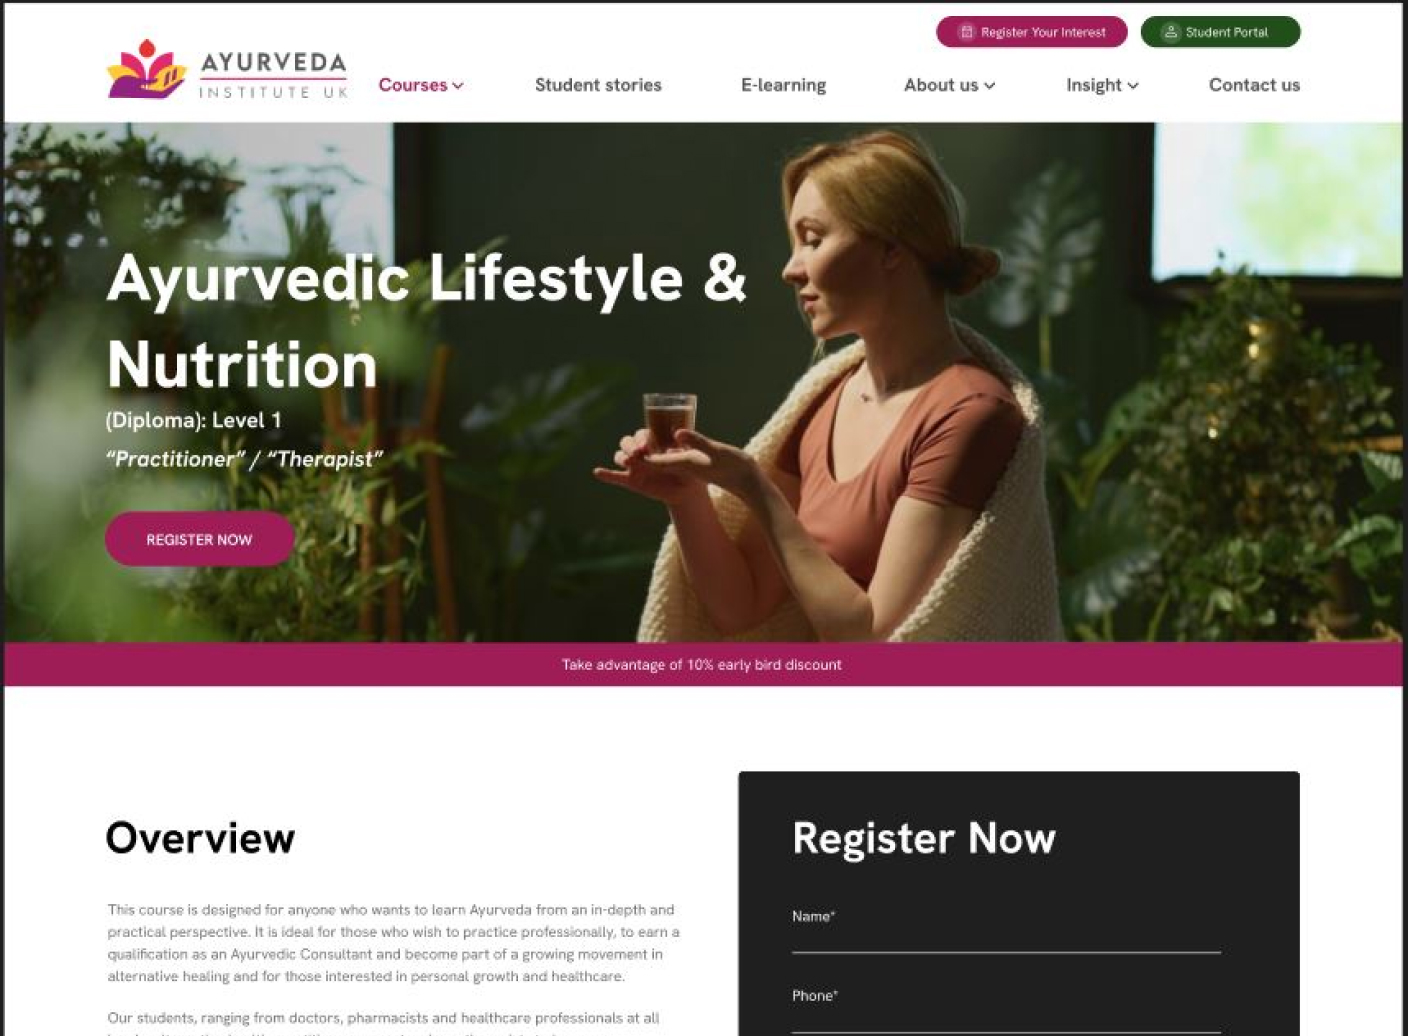 Register Your Interest
Student Portal
AYURVEDA
INSTITUTE UK
Courses
Student stories
E-learning
About us
Insight
Contact us
Ayurvedic Lifestyle &
Nutrition
(Diploma): Level 1
“Practitioner” / “Therapist”
REGISTER NOW
Take advantage of 10% early bird discount
Overview
This course is designed for anyone who wants to learn Ayurveda from an in-depth and
practical perspective. It is ideal for those who wish to practice professionally, to earn a
qualification as an Ayurvedic Consultant and become part of a growing movement in
alternative healing and for those interested in personal growth and healthcare.
Our students, ranging from doctors, pharmacists and healthcare professionals at all
Register Now
Name*
Phone*